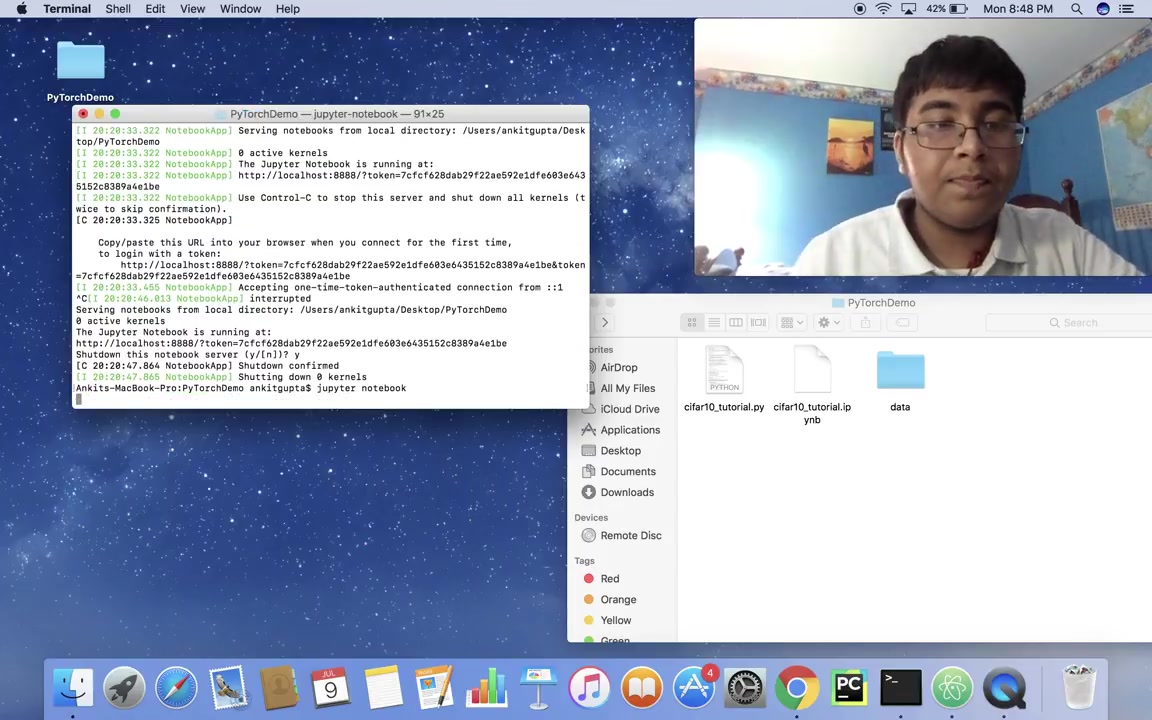 Terminal Shell Edit View Window Help 42% Mon 8:48 PM
PyTorchDemo
PyTorchDemo — jupyter-notebook — 91×25
[I 20:20:33.322 NotebookApp] Serving notebooks from local directory: /Users/ankitgupta/Desk
top/PyTorchDemo
[I 20:20:33.322 NotebookApp] 0 active kernels
[I 20:20:33.322 NotebookApp] The Jupyter Notebook is running at:
[I 20:20:33.322 NotebookApp] http://localhost:8888/?token=7cfcf628dab29f22ae592e1dfe603e643
5152c8389a4e1be
[I 20:20:33.322 NotebookApp] Use Control-C to stop this server and shut down all kernels (t
wice to skip confirmation).
[C 20:20:33.325 NotebookApp]
Copy/paste this URL into your browser when you connect for the first time,
to login with a token:
http://localhost:8888/?token=7cfcf628dab29f22ae592e1dfe603e6435152c8389a4e1be&token
=7cfcf628dab29f22ae592e1dfe603e6435152c8389a4e1be
[I 20:20:33.455 NotebookApp] Accepting one-time-token-authenticated connection from ::1
^C[I 20:20:46.013 NotebookApp] interrupted
Serving notebooks from local directory: /Users/ankitgupta/Desktop/PyTorchDemo
0 active kernels
The Jupyter Notebook is running at:
http://localhost:8888/?token=7cfcf628dab29f22ae592e1dfe603e6435152c8389a4e1be
Shutdown this notebook server (y/[n])? y
[C 20:20:47.864 NotebookApp] Shutdown confirmed
[I 20:20:47.865 NotebookApp] Shutting down 0 kernels
Ankits-MacBook-Pro:PyTorchDemo ankitgupta$ jupyter notebook
PyTorchDemo
Search
orites
AirDrop
All My Files
iCloud Drive
Applications
Desktop
Documents
Downloads
Devices
Remote Disc
Tags
Red
Orange
Yellow
Green
PYTHON
cifar10_tutorial.py
cifar10_tutorial.ip
ynb
data
JUL
9
4
PC
>_